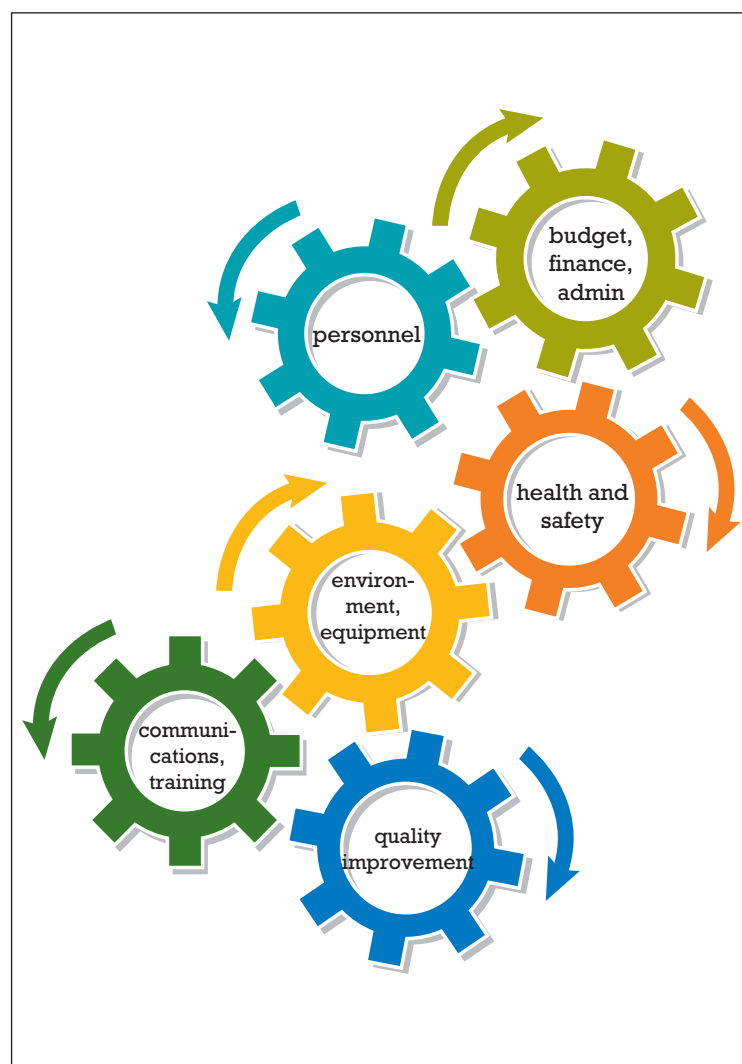 budget,
finance,
admin
personnel
health and
safety
environ-
ment,
equipment
communi-
cations,
training
quality
improvement